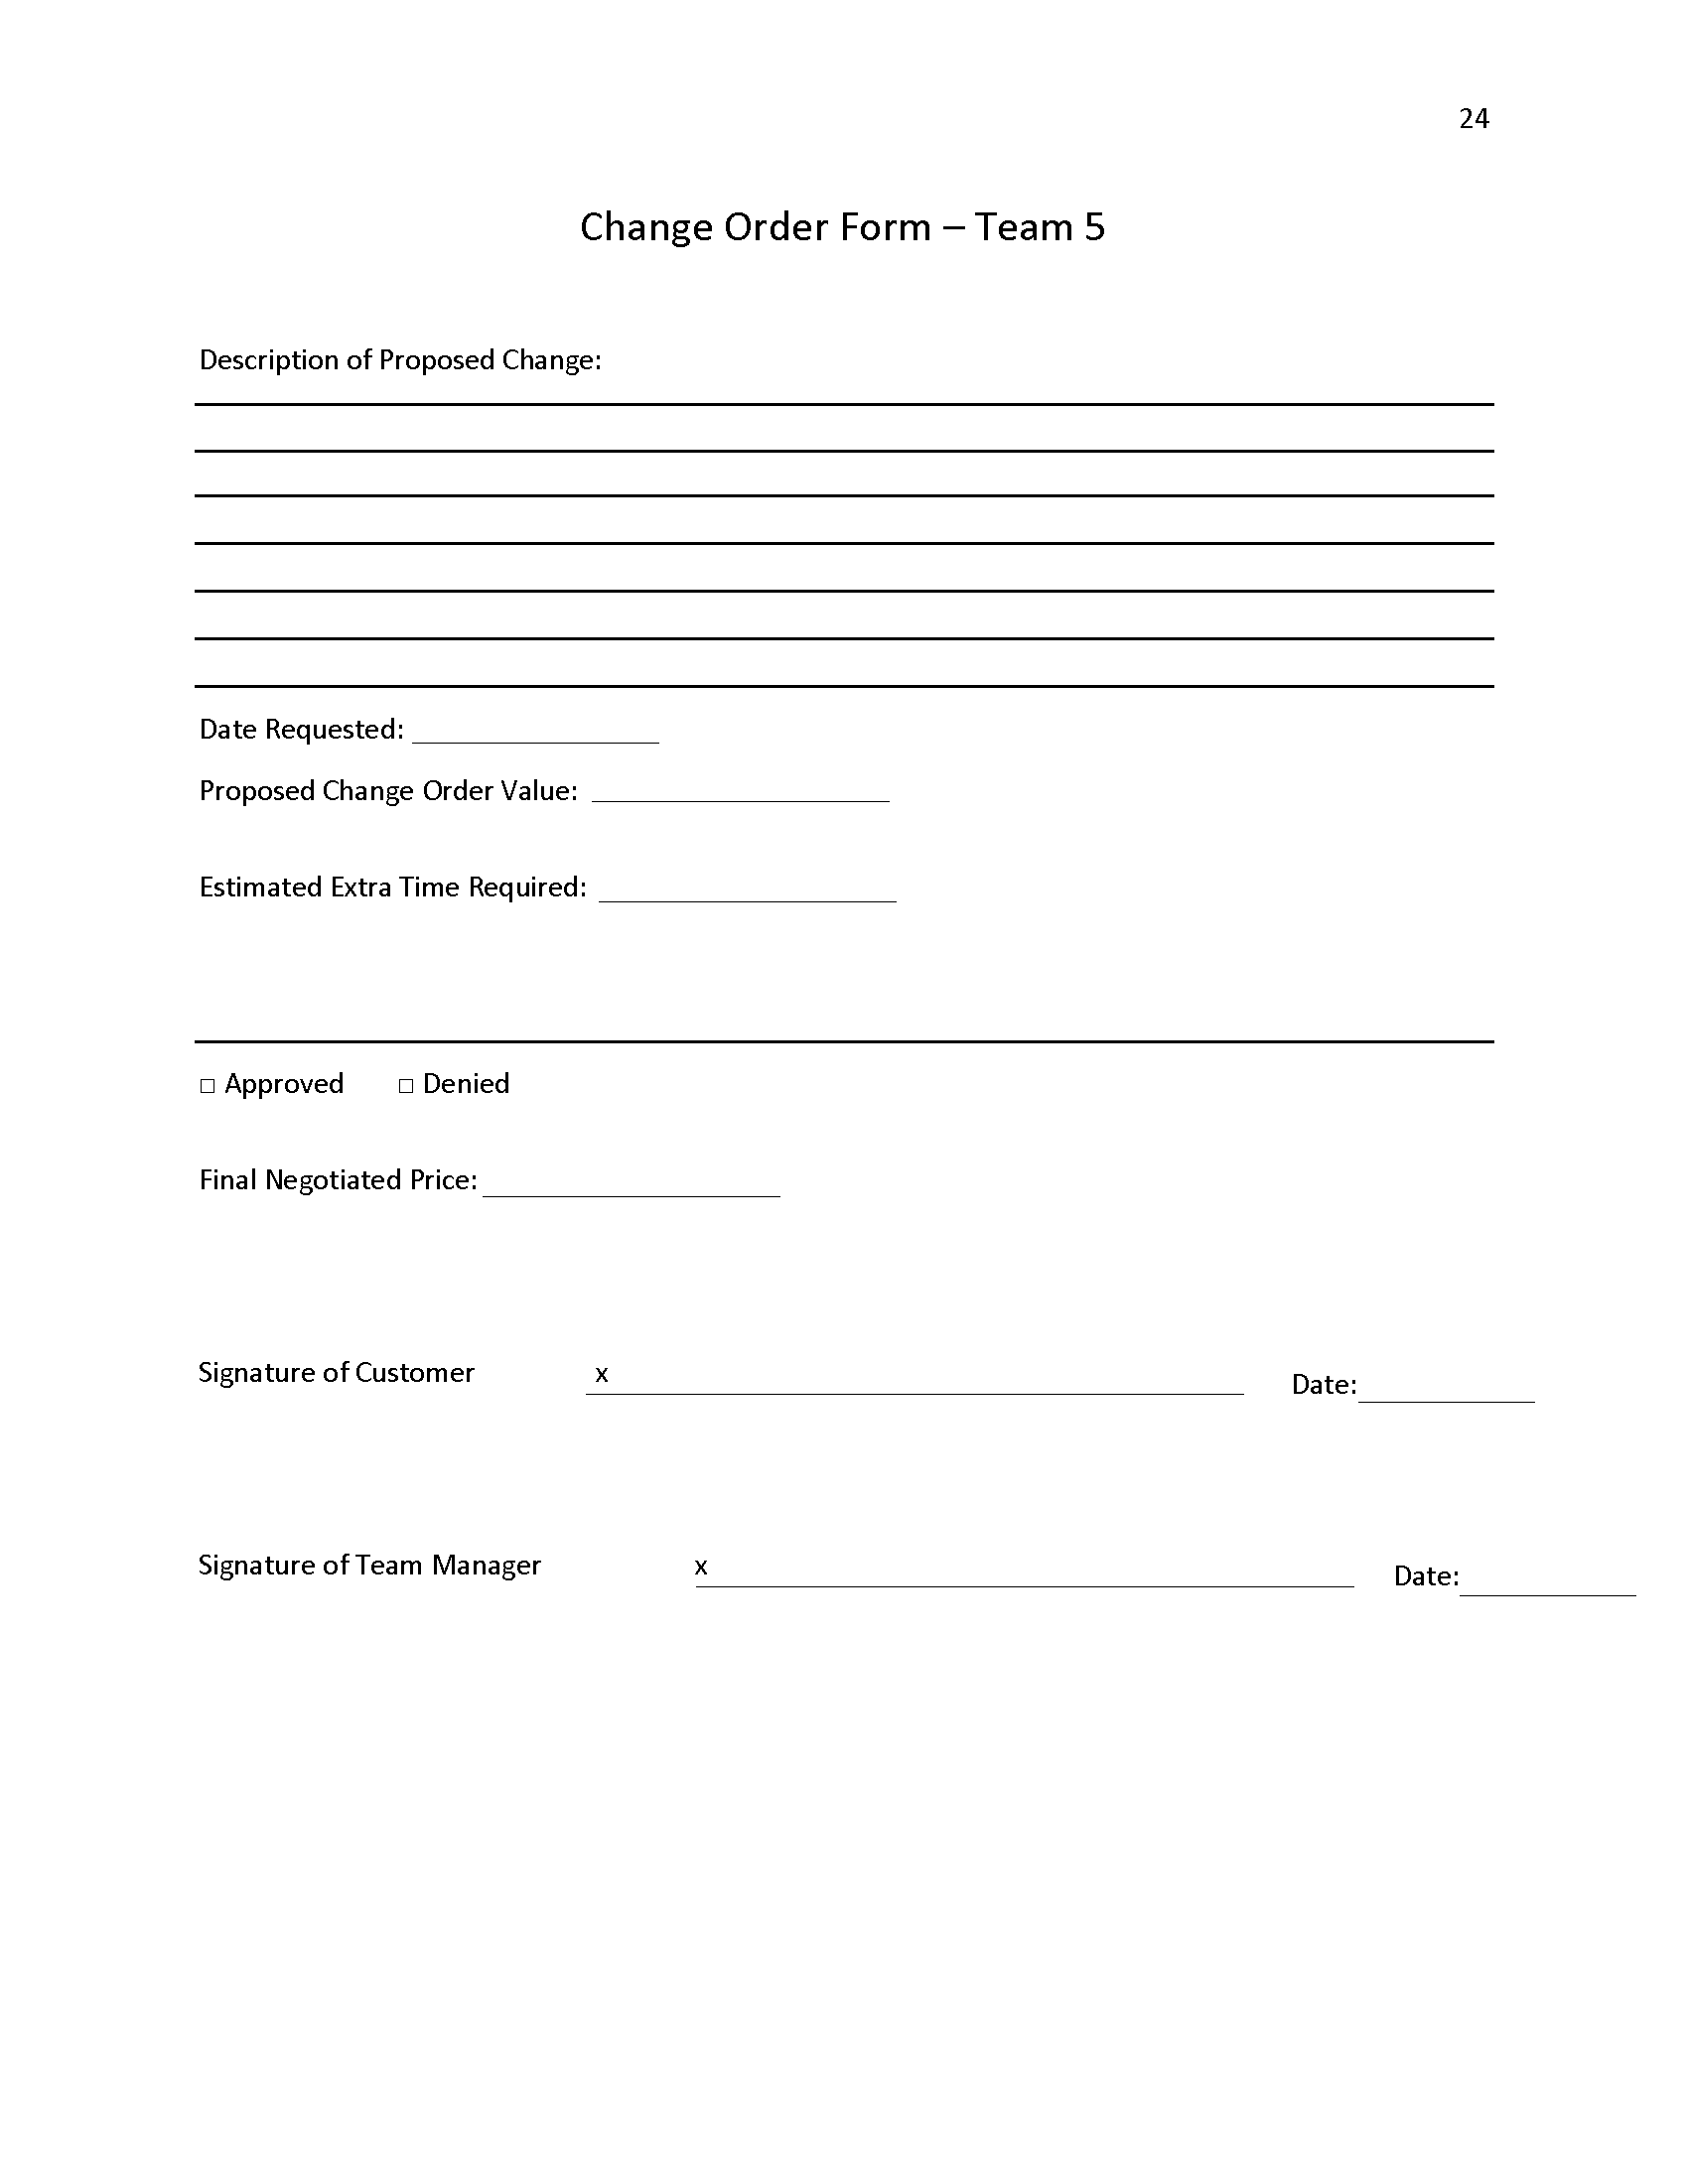 24
Change Order Form – Team 5
Description of Proposed Change:
Date Requested:
Proposed Change Order Value:
Estimated Extra Time Required:
□ Approved □ Denied
Final Negotiated Price:
Signature of Customer x Date:
Signature of Team Manager x Date: